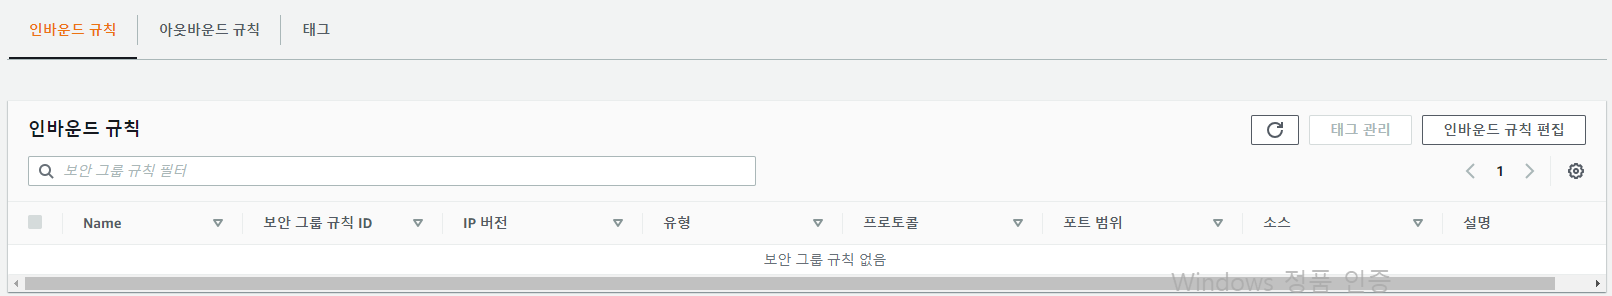 인바운드 규칙 아웃바운드 규칙 태그
인바운드 규칙 태그 관리 인바운드 규칙 편집
보안 그룹 규칙 필터 1
Name 보안 그룹 규칙 ID IP 버전 유형 프로토콜 포트 범위 소스 설명
보안 그룹 규칙 없음
Windows 정품 인증